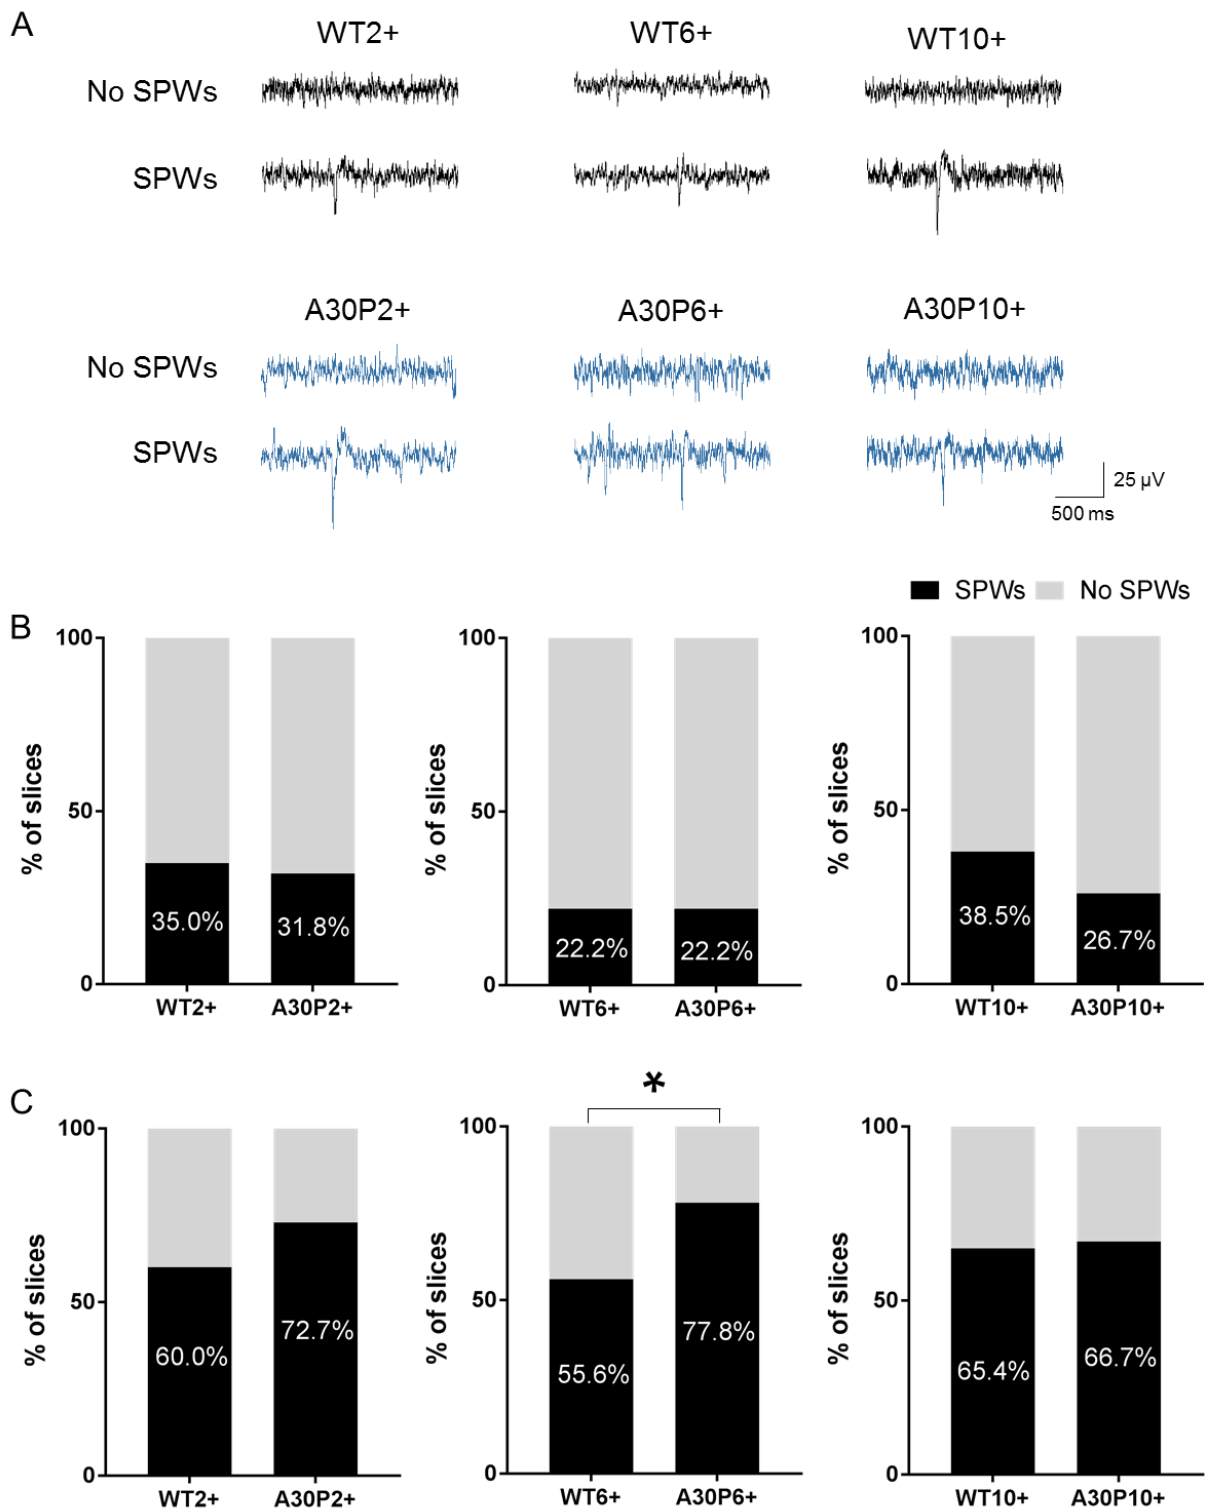 A
WT2+ WT6+ WT10+
No SPWs
SPWs
A30P2+ A30P6+ A30P10+
No SPWs
SPWs
25 µV
500 ms
SPWs No SPWs
B
100 100 100
% of slices % of slices % of slices
50 50 50
35.0% 31.8% 22.2% 22.2% 38.5% 26.7%
0 0 0
WT2+ A30P2+ WT6+ A30P6+ WT10+ A30P10+
C
*
100 100 100
% of slices % of slices % of slices
50 50 50
60.0% 72.7% 55.6% 77.8% 65.4% 66.7%
0 0 0
WT2+ A30P2+ WT6+ A30P6+ WT10+ A30P10+